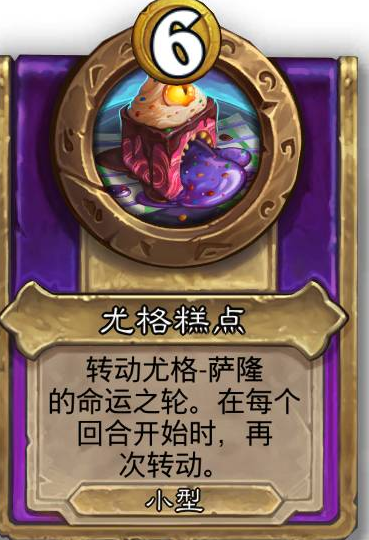 6
尤格糕点
转动尤格-萨隆
的命运之轮。在每个
回合开始时，再
次转动。
小型